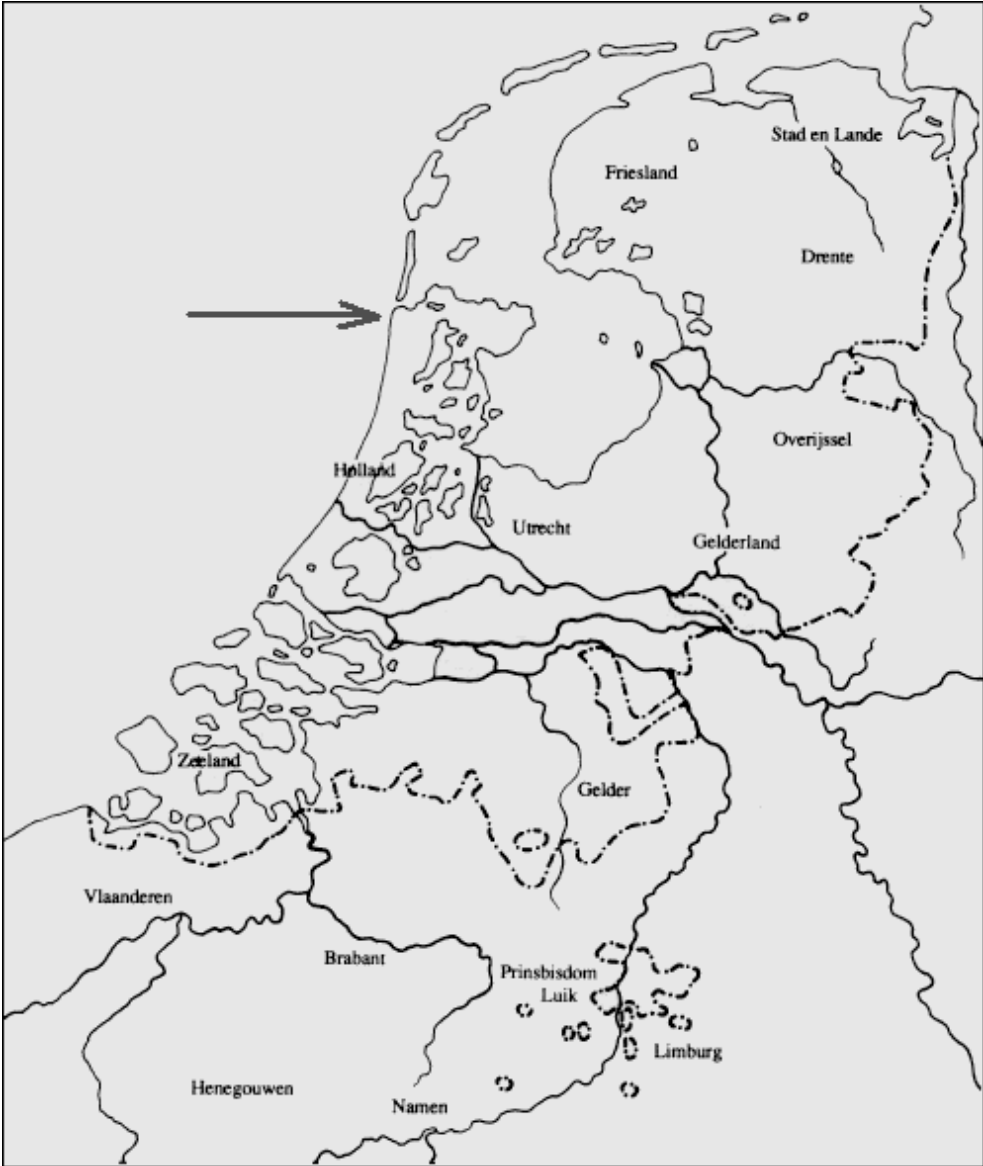 Stad en Lande
Friesland
Drente
Overijssel
Holland
Utrecht
Gelderland
Zeeland
Gelder
Vlaanderen
Brabant
Prinsbisdom
Luik
Limburg
Henegouwen
Namen